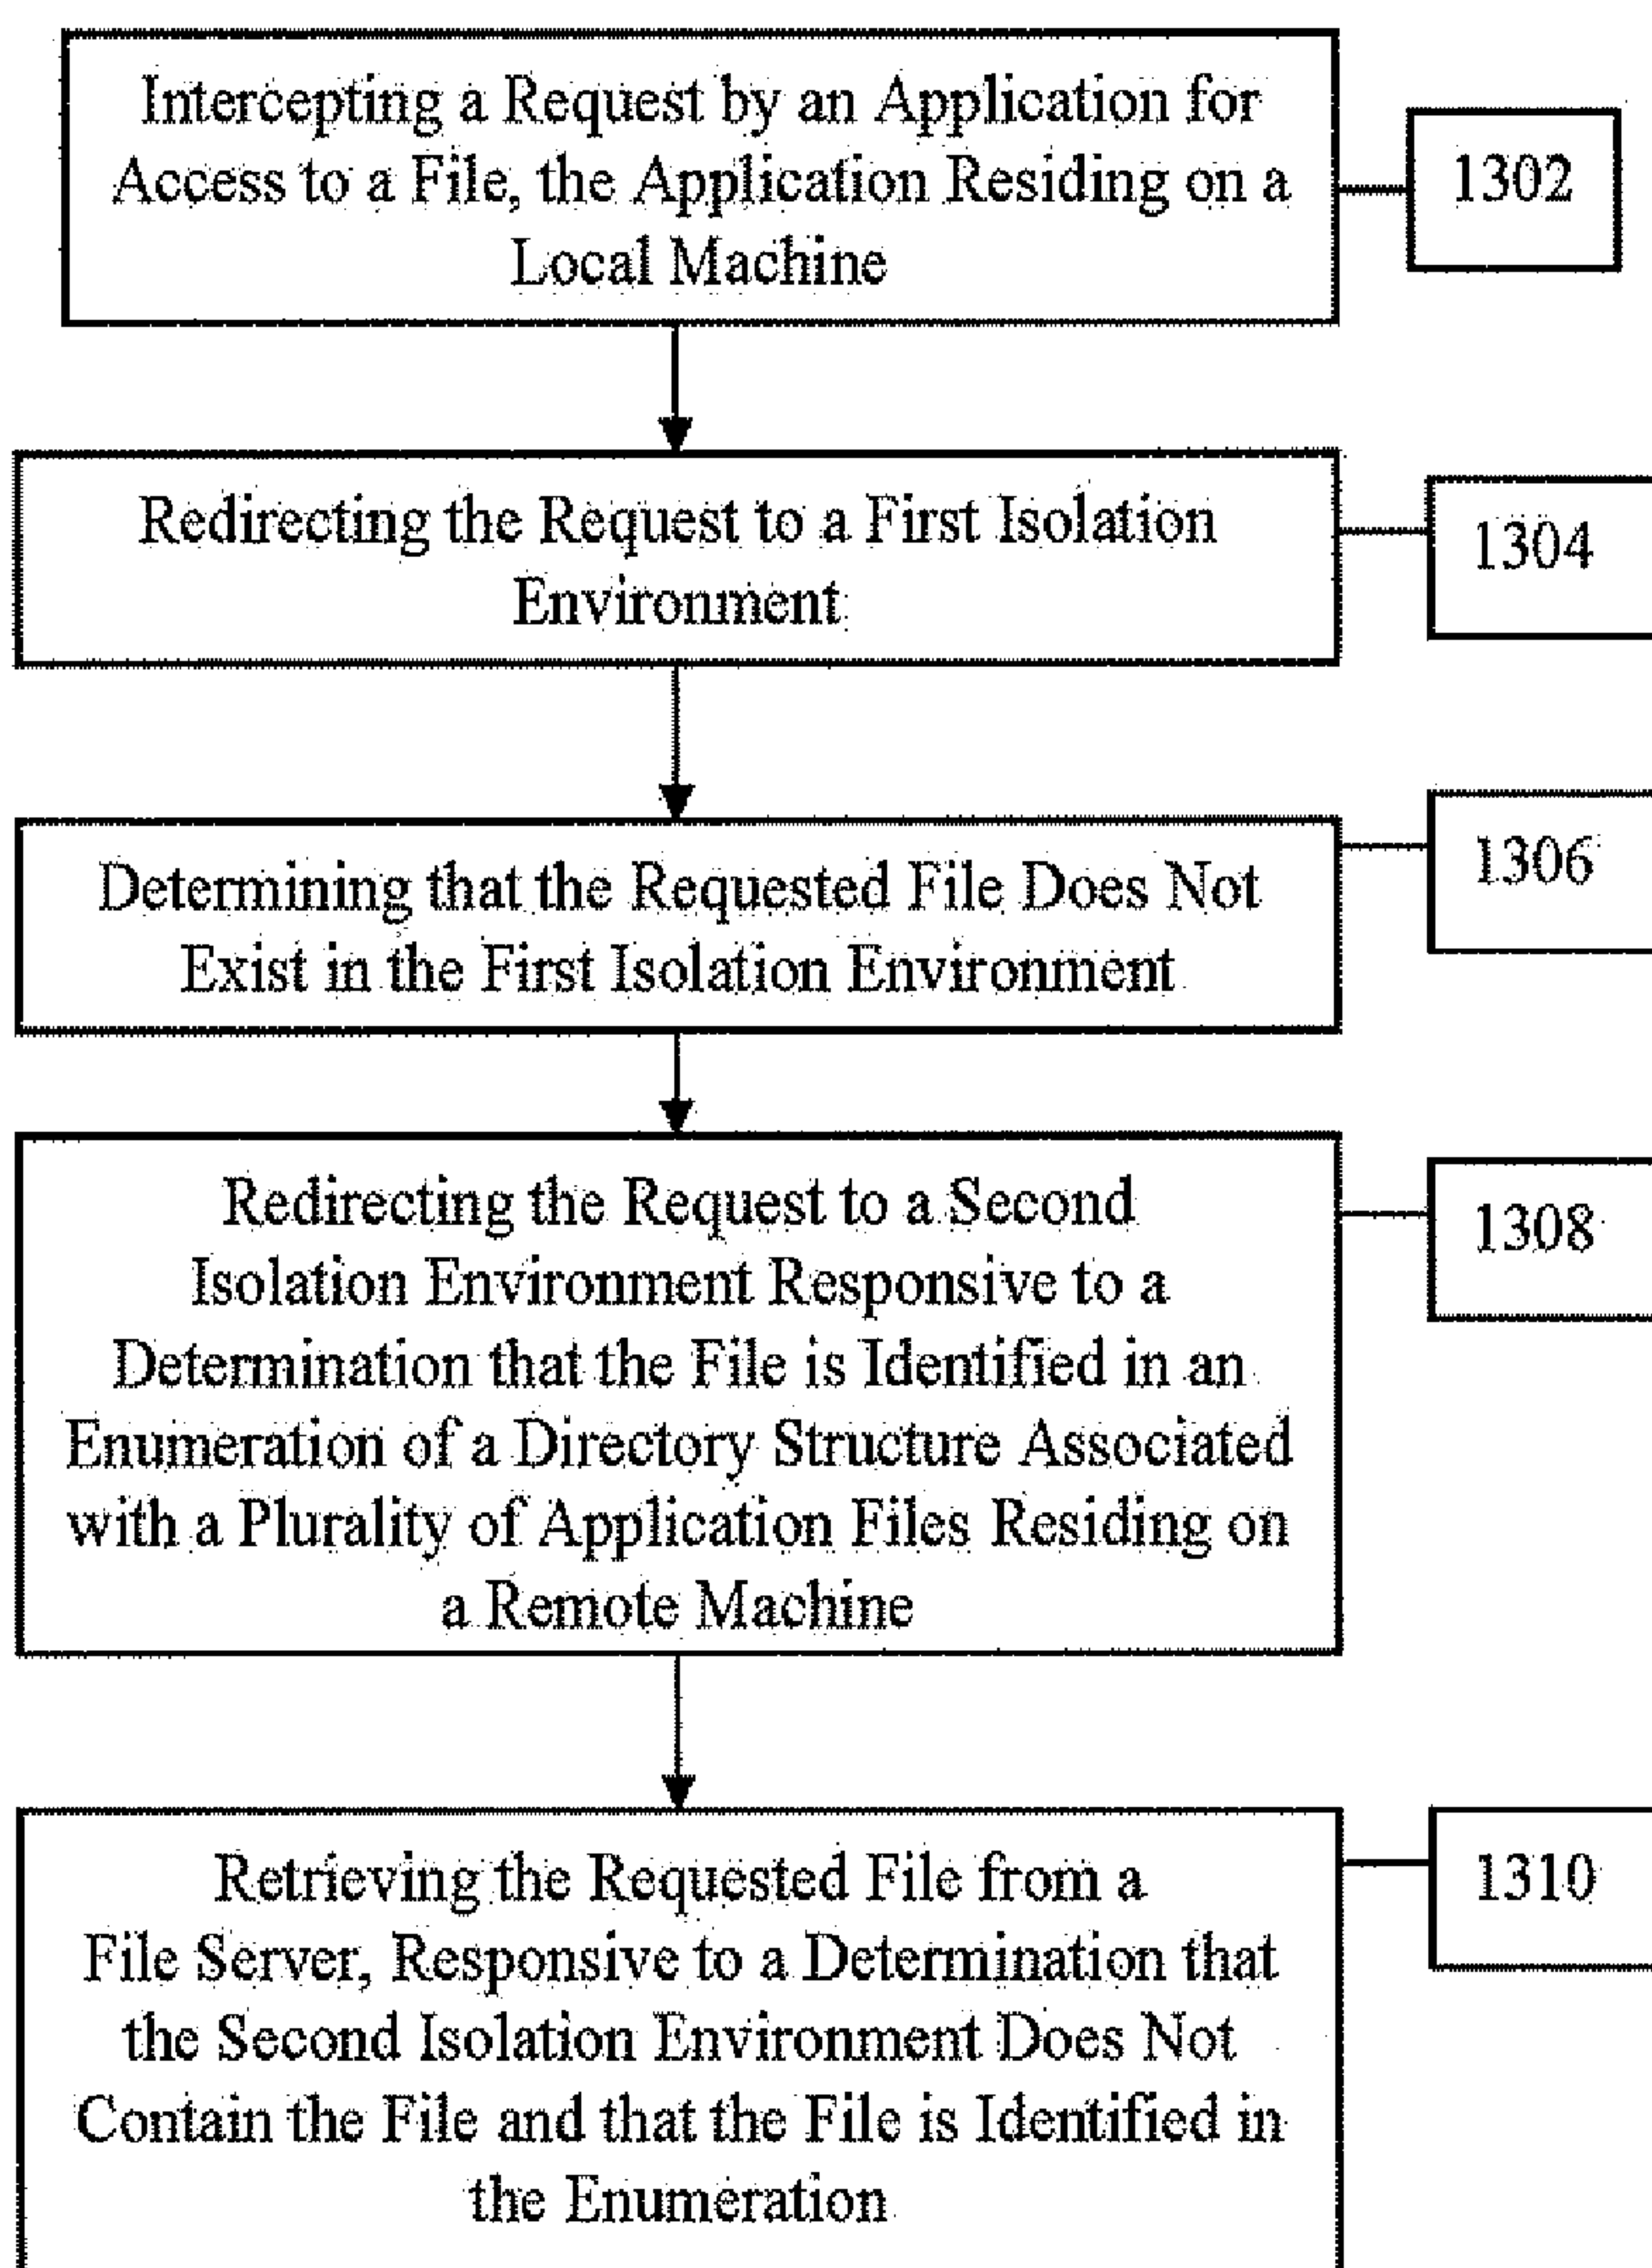 Intercepting a Request by an Application for
Access to a File, the Application Residing on a
Local Machine
1302
Redirecting the Request to a First Isolation
Environment
1304
Determining that the Requested File Does Not
Exist in the First Isolation Environment
1306
Redirecting the Request to a Second
Isolation Environment Responsive to a
Determination that the File is Identified in an
Enumeration of a Directory Structure Associated
with a Plurality of Application Files Residing on
a Remote Machine
1308
Retrieving the Requested File from a
File Server, Responsive to a Determination that
the Second Isolation Environment Does Not
Contain the File and that the File is Identified in
the Enumeration
1310